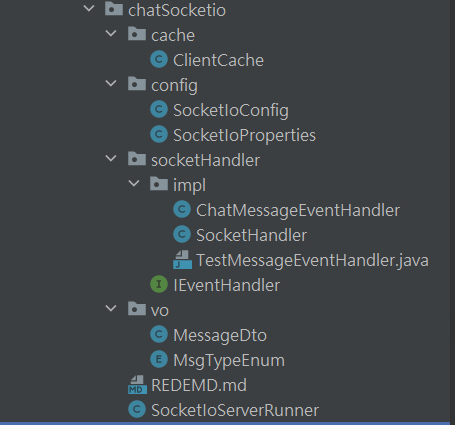 chatSocketio
cache
ClientCache
config
SocketIoConfig
SocketIoProperties
socketHandler
impl
ChatMessageEventHandler
SocketHandler
TestMessageEventHandler.java
IEventHandler
vo
MessageDto
MsgTypeEnum
REDEMD.md
SocketIoServerRunner